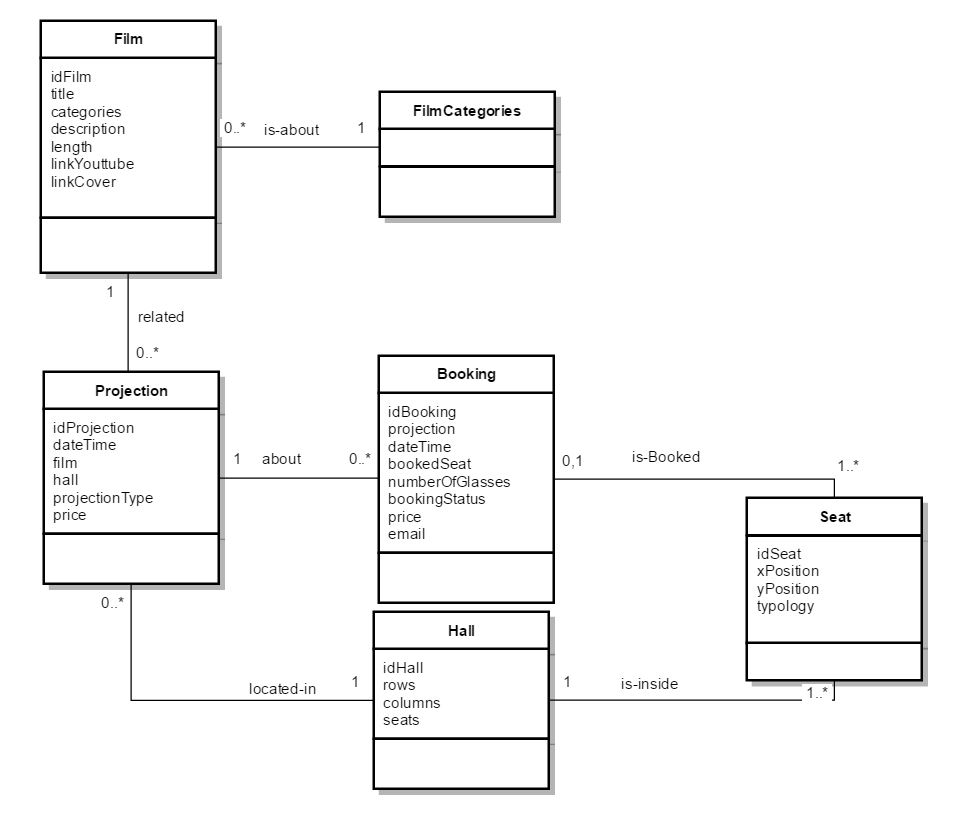 Film
idFilm
title
categories
description
length
linkYouttube
linkCover
0..* is-about 1
FilmCategories
1
related
0..*
Projection
idProjection
dateTime
film
hall
projectionType
price
1 about 0..*
Booking
idBooking
projection
dateTime
bookedSeat
numberOfGlasses
bookingStatus
price
email
0,1 is-Booked 1..*
Seat
idSeat
xPosition
yPosition
typology
0..*
located-in 1
Hall
idHall
rows
columns
seats
1 is-inside 1..*